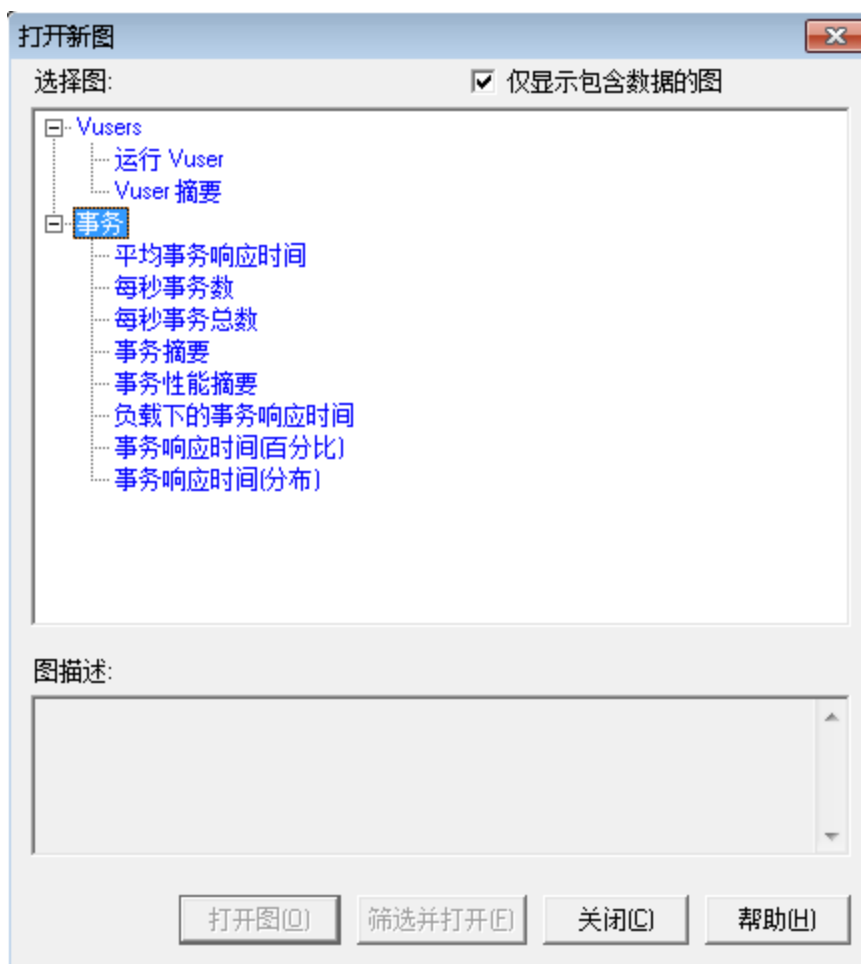 打开新图
选择图:
仅显示包含数据的图
Vusers
运行 Vuser
Vuser 摘要
事务
平均事务响应时间
每秒事务数
每秒事务总数
事务摘要
事务性能摘要
负载下的事务响应时间
事务响应时间(百分比)
事务响应时间(分布)
图描述:
打开图(O)
筛选并打开(F)
关闭(C)
帮助(H)